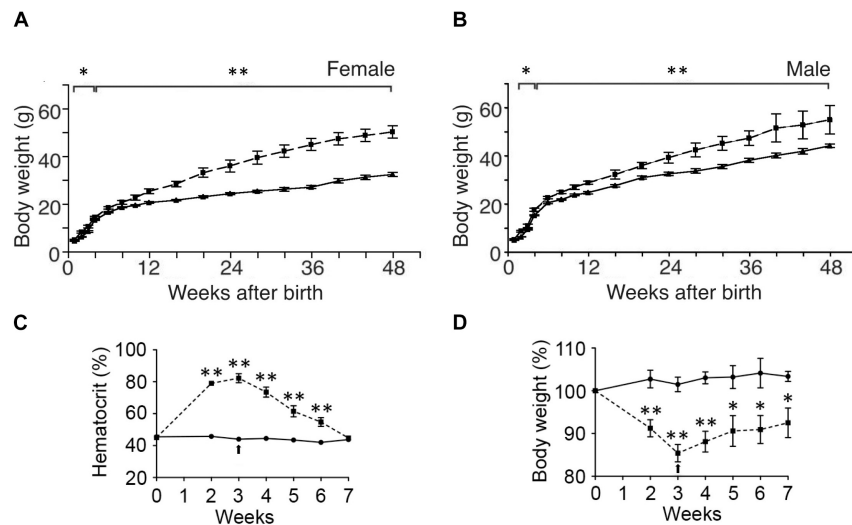 A
* ** Female
Body weight (g)
60
40
20
0
0 12 24 36 48
Weeks after birth
B
* ** Male
Body weight (g)
60
40
20
0
0 12 24 36 48
Weeks after birth
C
Hematocrit (%)
100
80
60
40
20
** ** ** ** **
0 1 2 3 4 5 6 7
Weeks
D
Body weight (%)
110
100
90
80
** ** ** * * *
0 1 2 3 4 5 6 7
Weeks